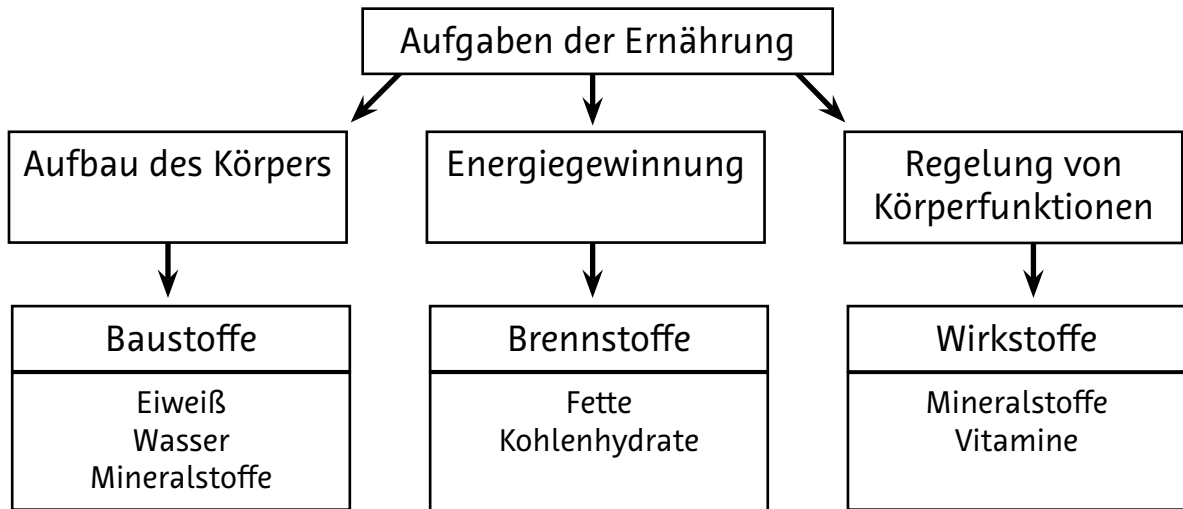 Aufgaben der Ernährung
Aufbau des Körpers
Energiegewinnung
Regelung von
Körperfunktionen
Baustoffe
Eiweiß
Wasser
Mineralstoffe
Brennstoffe
Fette
Kohlenhydrate
Wirkstoffe
Mineralstoffe
Vitamine